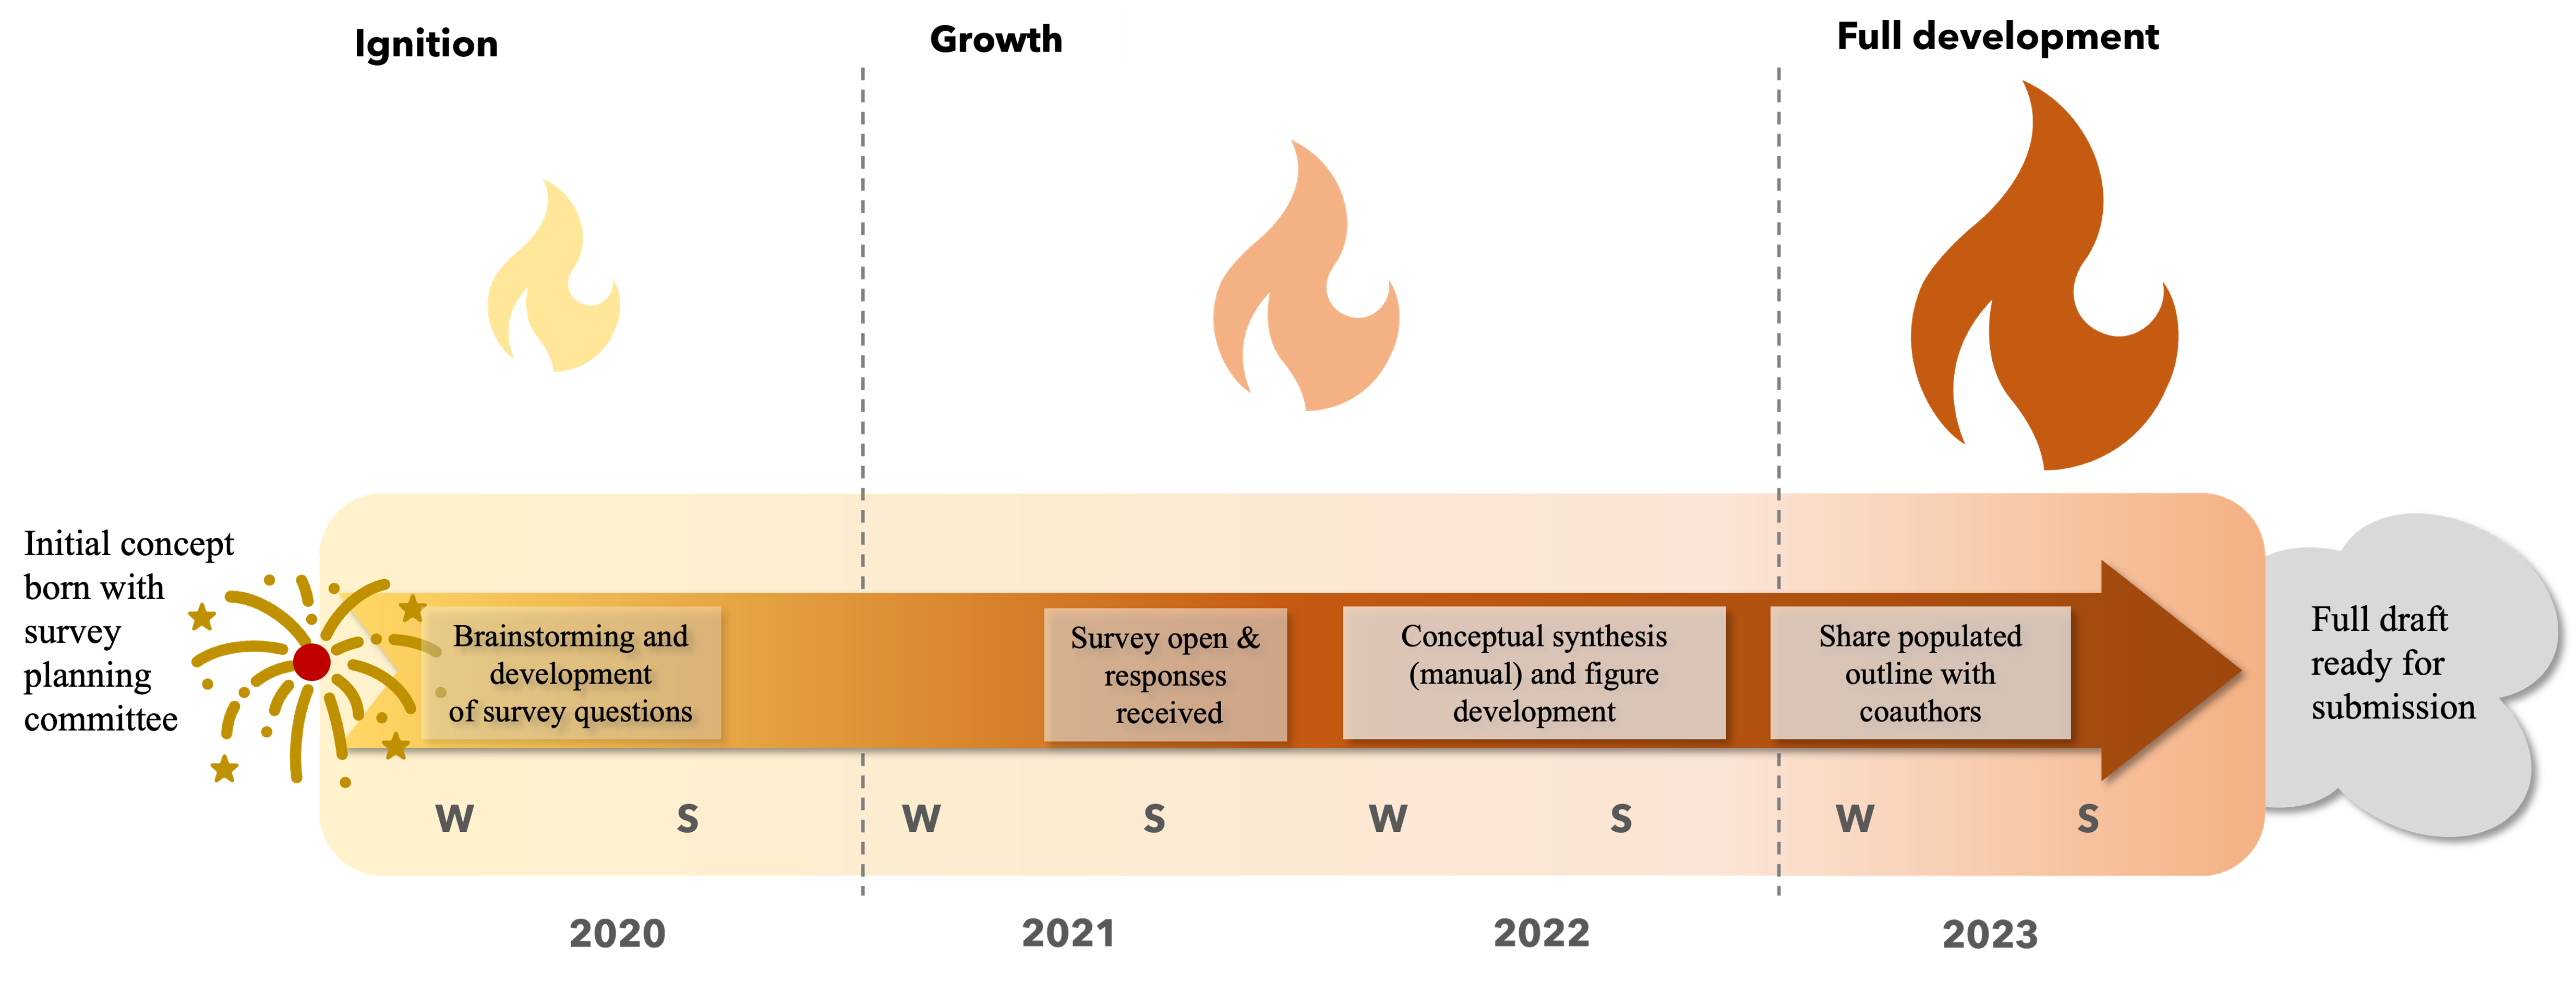 Ignition
Growth
Full development
Initial concept
born with
survey
planning
committee
Brainstorming and
development
of survey questions
Survey open &
responses
received
Conceptual synthesis
(manual) and figure
development
Share populated
outline with
coauthors
Full draft
ready for
submission
W
S
W
S
W
S
W
S
2020
2021
2022
2023